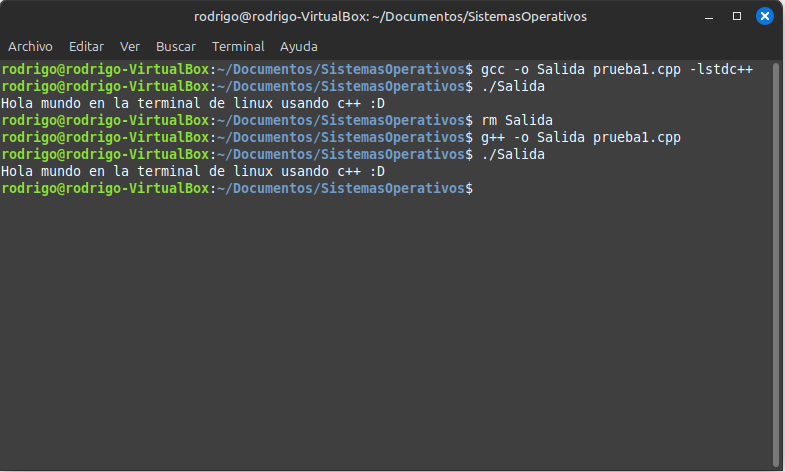 rodrigo@rodrigo-VirtualBox: ~/Documentos/SistemasOperativos
Archivo Editar Ver Buscar Terminal Ayuda
rodrigo@rodrigo-VirtualBox:~/Documentos/SistemasOperativos$ gcc -o Salida prueba1.cpp -lstdc++
rodrigo@rodrigo-VirtualBox:~/Documentos/SistemasOperativos$ ./Salida
Hola mundo en la terminal de linux usando c++ :D
rodrigo@rodrigo-VirtualBox:~/Documentos/SistemasOperativos$ rm Salida
rodrigo@rodrigo-VirtualBox:~/Documentos/SistemasOperativos$ g++ -o Salida prueba1.cpp
rodrigo@rodrigo-VirtualBox:~/Documentos/SistemasOperativos$ ./Salida
Hola mundo en la terminal de linux usando c++ :D
rodrigo@rodrigo-VirtualBox:~/Documentos/SistemasOperativos$